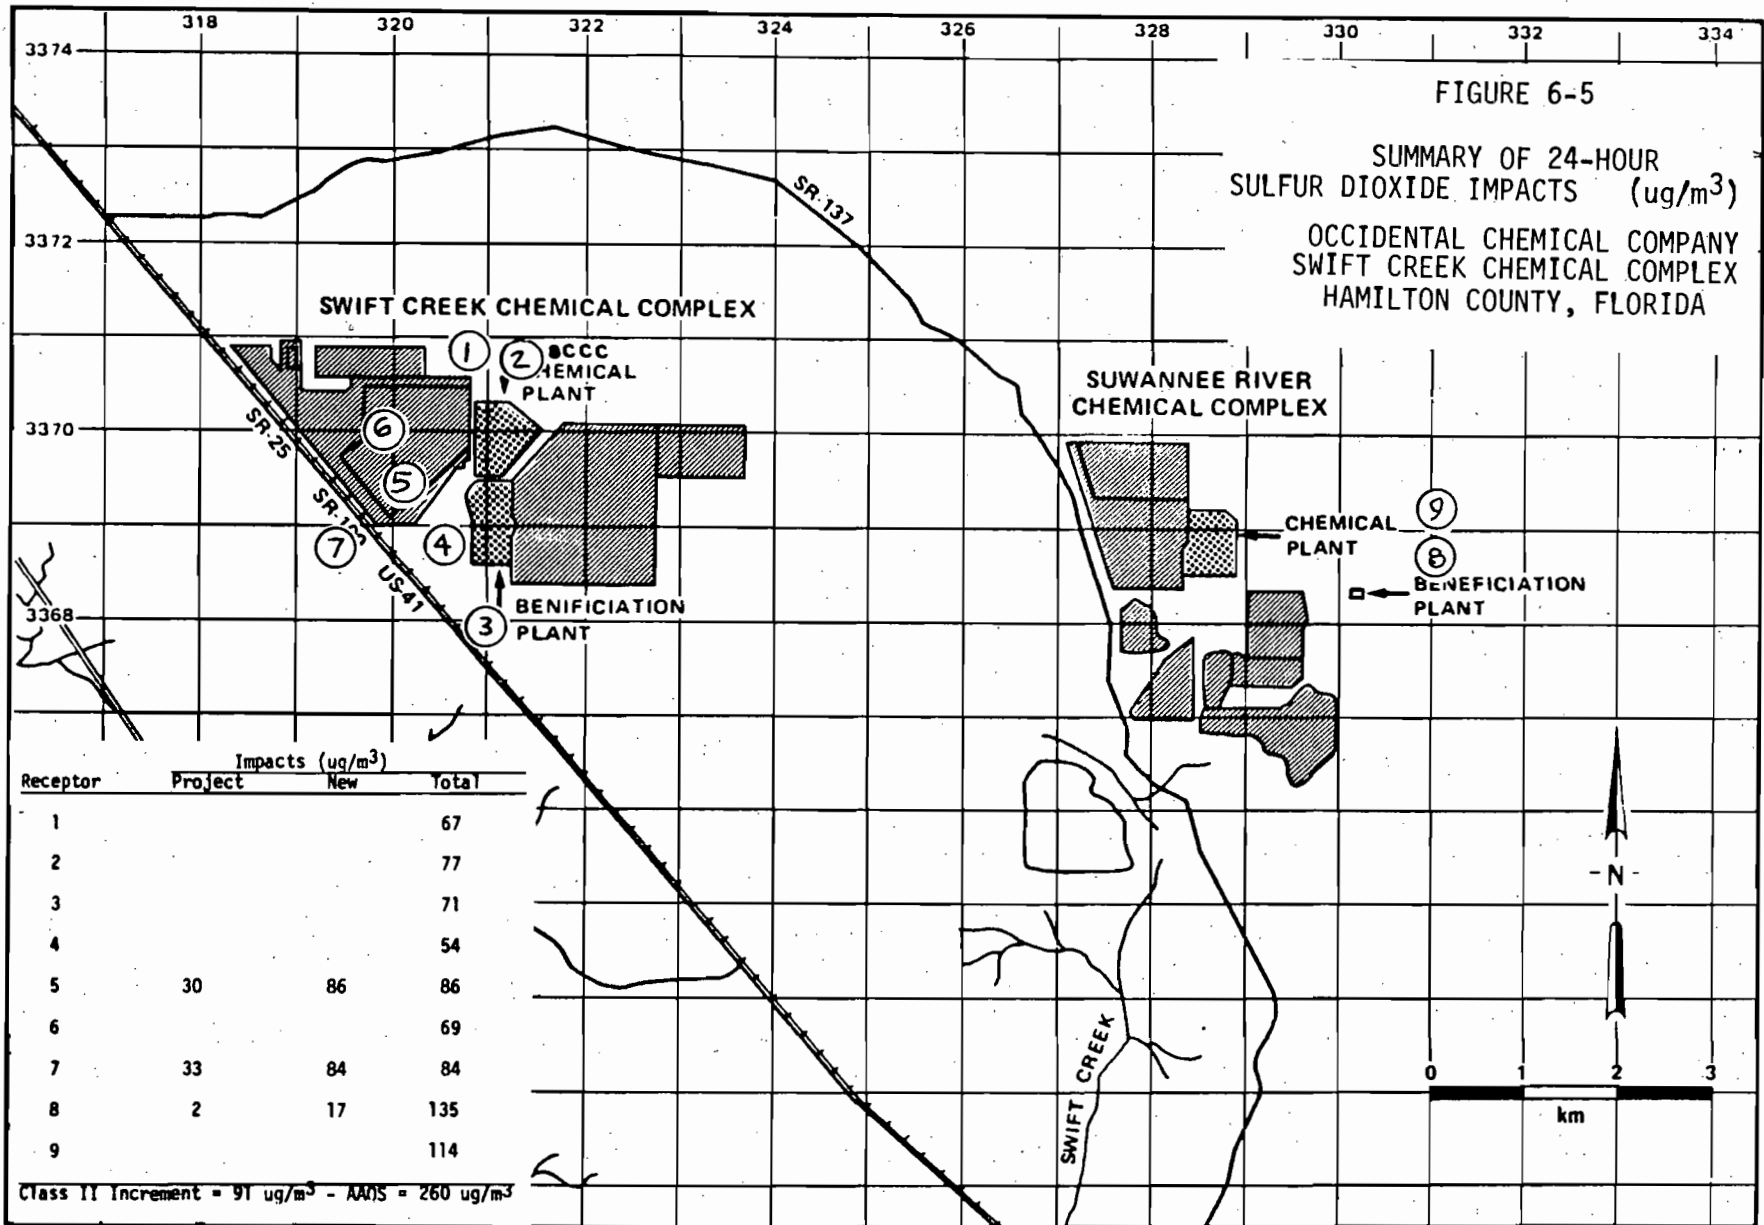 318 320 322 324 326 328 330 332 334
3374
FIGURE 6-5
SUMMARY OF 24-HOUR
SULFUR DIOXIDE IMPACTS (ug/m³)
OCCIDENTAL CHEMICAL COMPANY
SWIFT CREEK CHEMICAL COMPLEX
HAMILTON COUNTY, FLORIDA
SR-137
3372
SWIFT CREEK CHEMICAL COMPLEX
1
2
SCCC
CHEMICAL
PLANT
SUWANNEE RIVER
CHEMICAL COMPLEX
3370
SR-25
6
5
SR-100
7
4
US-41
9
CHEMICAL
PLANT
8
BENEFICIATION
PLANT
3368
3
BENIFICIATION
PLANT
Impacts (ug/m³)
Receptor Project New Total
1 67
2 77
3 71
4 54
5 30 86 86
6 69
7 33 84 84
8 2 17 135
9 114
Class II Increment = 91 ug/m³ - AAQS = 260 ug/m³
SWIFT CREEK
- N -
0 1 2 3
km